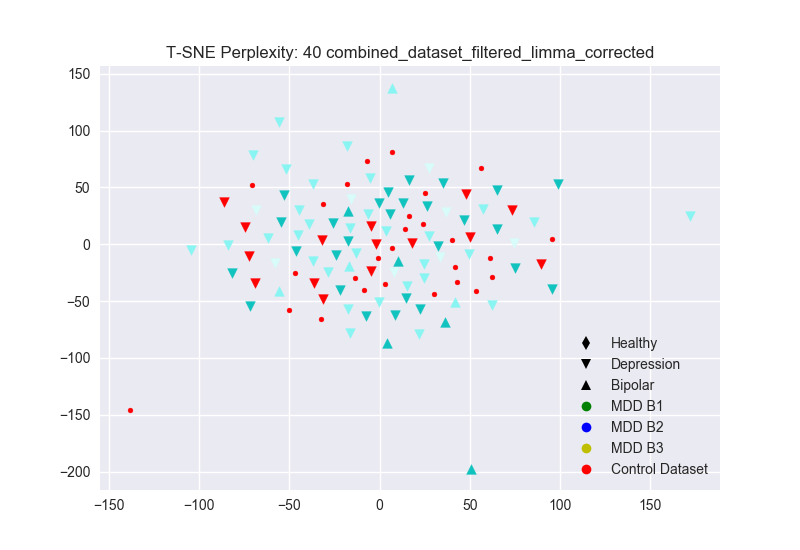 T-SNE Perplexity: 40 combined_dataset_filtered_limma_corrected
150
100
50
0
−50
−100
−150
−200
−150
−100
−50
0
50
100
150
Healthy
Depression
Bipolar
MDD B1
MDD B2
MDD B3
Control Dataset